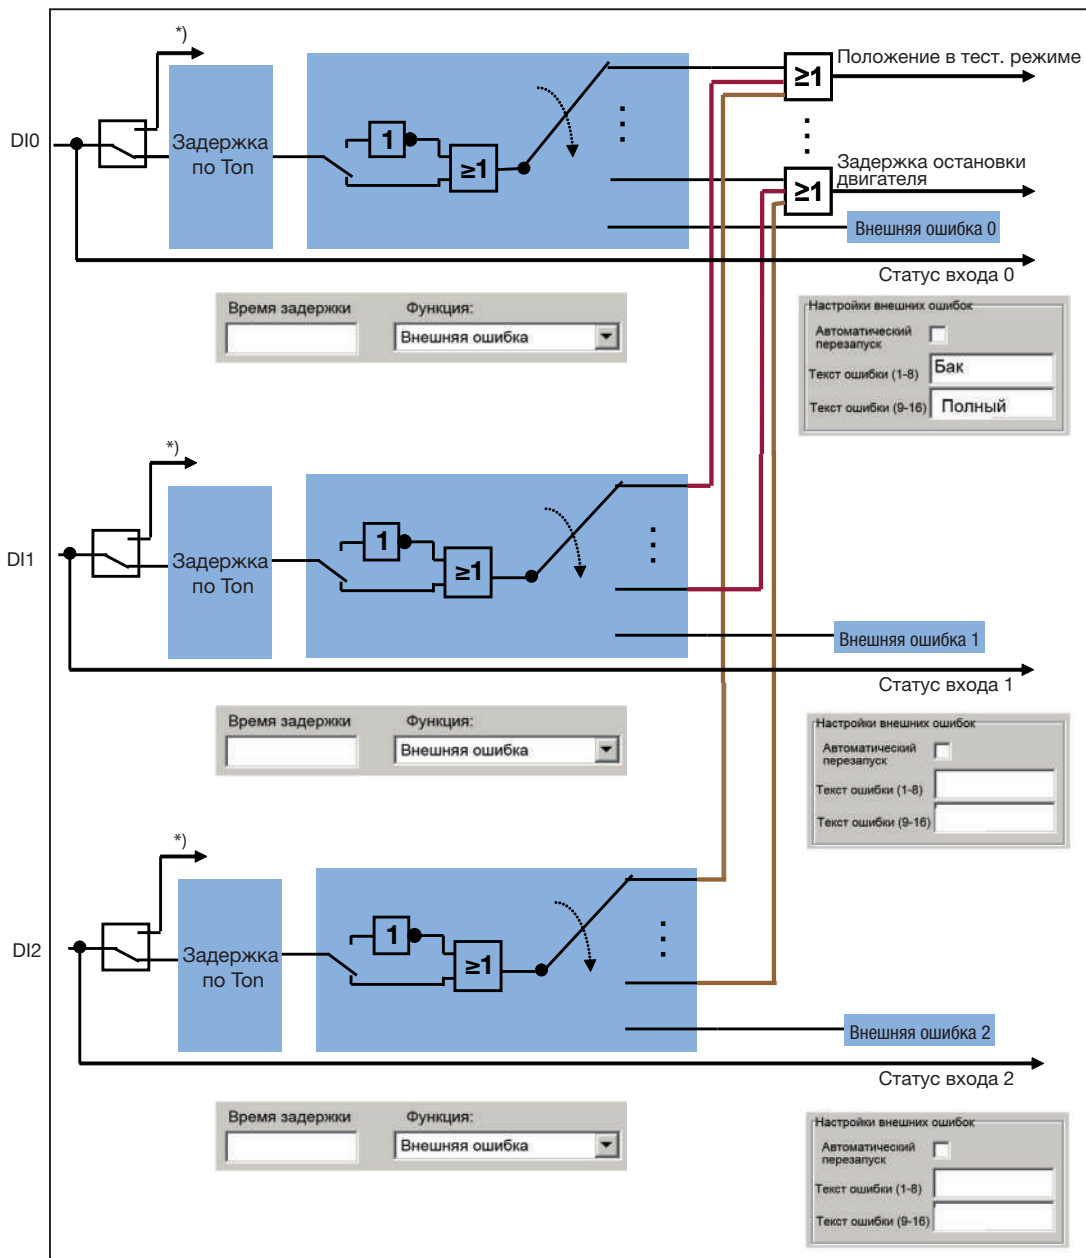 *)
Положение в тест. режиме
≥1
DI0
Задержка
по Ton
1
≥1
Задержка остановки
двигателя
≥1
Внешняя ошибка 0
Статус входа 0
Время задержки
Функция:
Внешняя ошибка
Настройки внешних ошибок
Автоматический
перезапуск
Текст ошибки (1-8)
Бак
Текст ошибки (9-16)
Полный
*)
DI1
Задержка
по Ton
1
≥1
Внешняя ошибка 1
Статус входа 1
Время задержки
Функция:
Внешняя ошибка
Настройки внешних ошибок
Автоматический
перезапуск
Текст ошибки (1-8)
Текст ошибки (9-16)
*)
DI2
Задержка
по Ton
1
≥1
Внешняя ошибка 2
Статус входа 2
Время задержки
Функция:
Внешняя ошибка
Настройки внешних ошибок
Автоматический
перезапуск
Текст ошибки (1-8)
Текст ошибки (9-16)